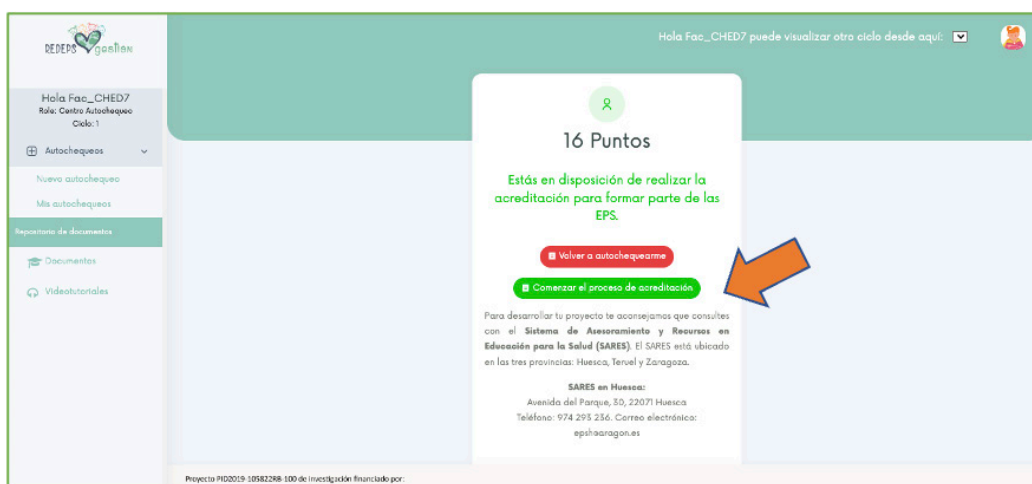 REDEPS gestion
Hola Fac_CHED7 puede visualizar otro ciclo desde aquí:
Hola Fac_CHED7
Role: Centro Autochequeo
Ciclo: 1
Autochequeos
Nuevo autochequeo
Mis autochequeos
Repositorio de documentos
Documentos
Videotutoriales
16 Puntos
Estás en disposición de realizar la
acreditación para formar parte de las
EPS.
Volver a autochequearme
Comenzar el proceso de acreditación
Para desarrollar tu proyecto te aconsejamos que consultes
con el Sistema de Asesoramiento y Recursos en
Educación para la Salud (SARES). El SARES está ubicado
en las tres provincias: Huesca, Teruel y Zaragoza.
SARES en Huesca:
Avenida del Parque, 30, 22071 Huesca
Teléfono: 974 293 236. Correo electrónico:
epsh@aragon.es
Proyecto PID2019-105822RB-100 de investigación financiado por: